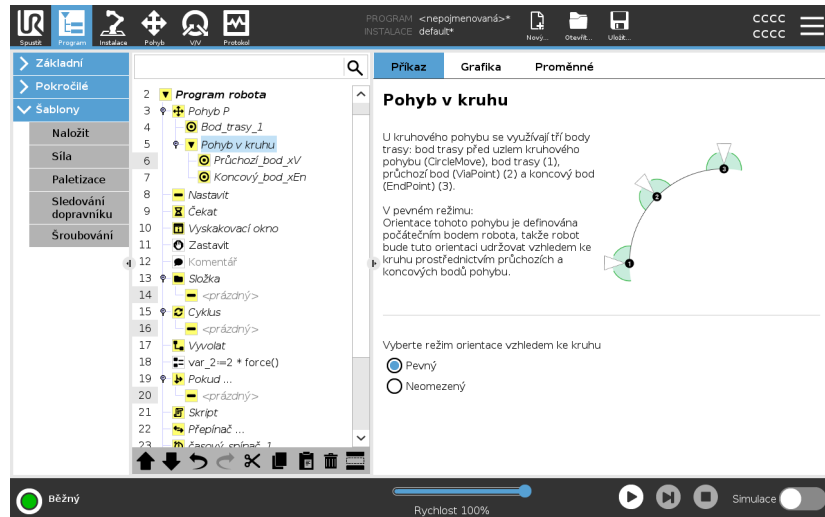 PROGRAM <nepojmenovaná>*
INSTALACE default*
Spustit
Program
Instalace
Pohyb
V/V
Protokol
Nový...
Otevřít...
Uložit...
cccc
cccc
Základní
Pokročilé
Šablony
Naložit
Síla
Paletizace
Sledování
dopravníku
Šroubování
2 Program robota
3 Pohyb P
4 Bod_trasy_1
5 Pohyb v kruhu
6 Průchozí_bod_xV
7 Koncový_bod_xEn
8 Nastavit
9 Čekat
10 Vyskakovací okno
11 Zastavit
12 Komentář
13 Složka
14 <prázdný>
15 Cyklus
16 <prázdný>
17 Vyvolat
18 var_2≔2 * force()
19 Pokud ...
20 <prázdný>
21 Skript
22 Přepínač ...
23 časový_spínač_1
Příkaz
Grafika
Proměnné
Pohyb v kruhu
U kruhového pohybu se využívají tři body
trasy: bod trasy před uzlem kruhového
pohybu (CircleMove), bod trasy (1),
průchozí bod (ViaPoint) (2) a koncový bod
(EndPoint) (3).
V pevném režimu:
Orientace tohoto pohybu je definována
počátečním bodem robota, takže robot
bude tuto orientaci udržovat vzhledem ke
kruhu prostřednictvím průchozích a
koncových bodů pohybu.
1
2
3
Vyberte režim orientace vzhledem ke kruhu
Pevný
Neomezený
Běžný
Rychlost 100%
Simulace